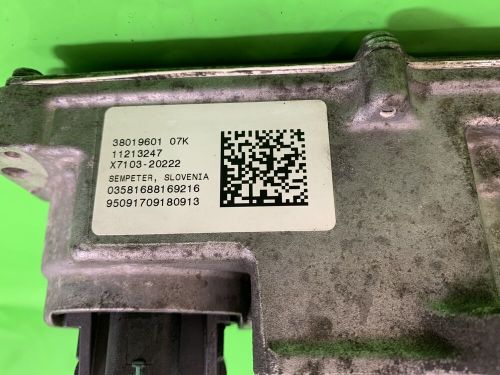 38019601 07K
11213247
X7103-20222
SEMPETER, SLOVENIA
03581688169216
95091709180913